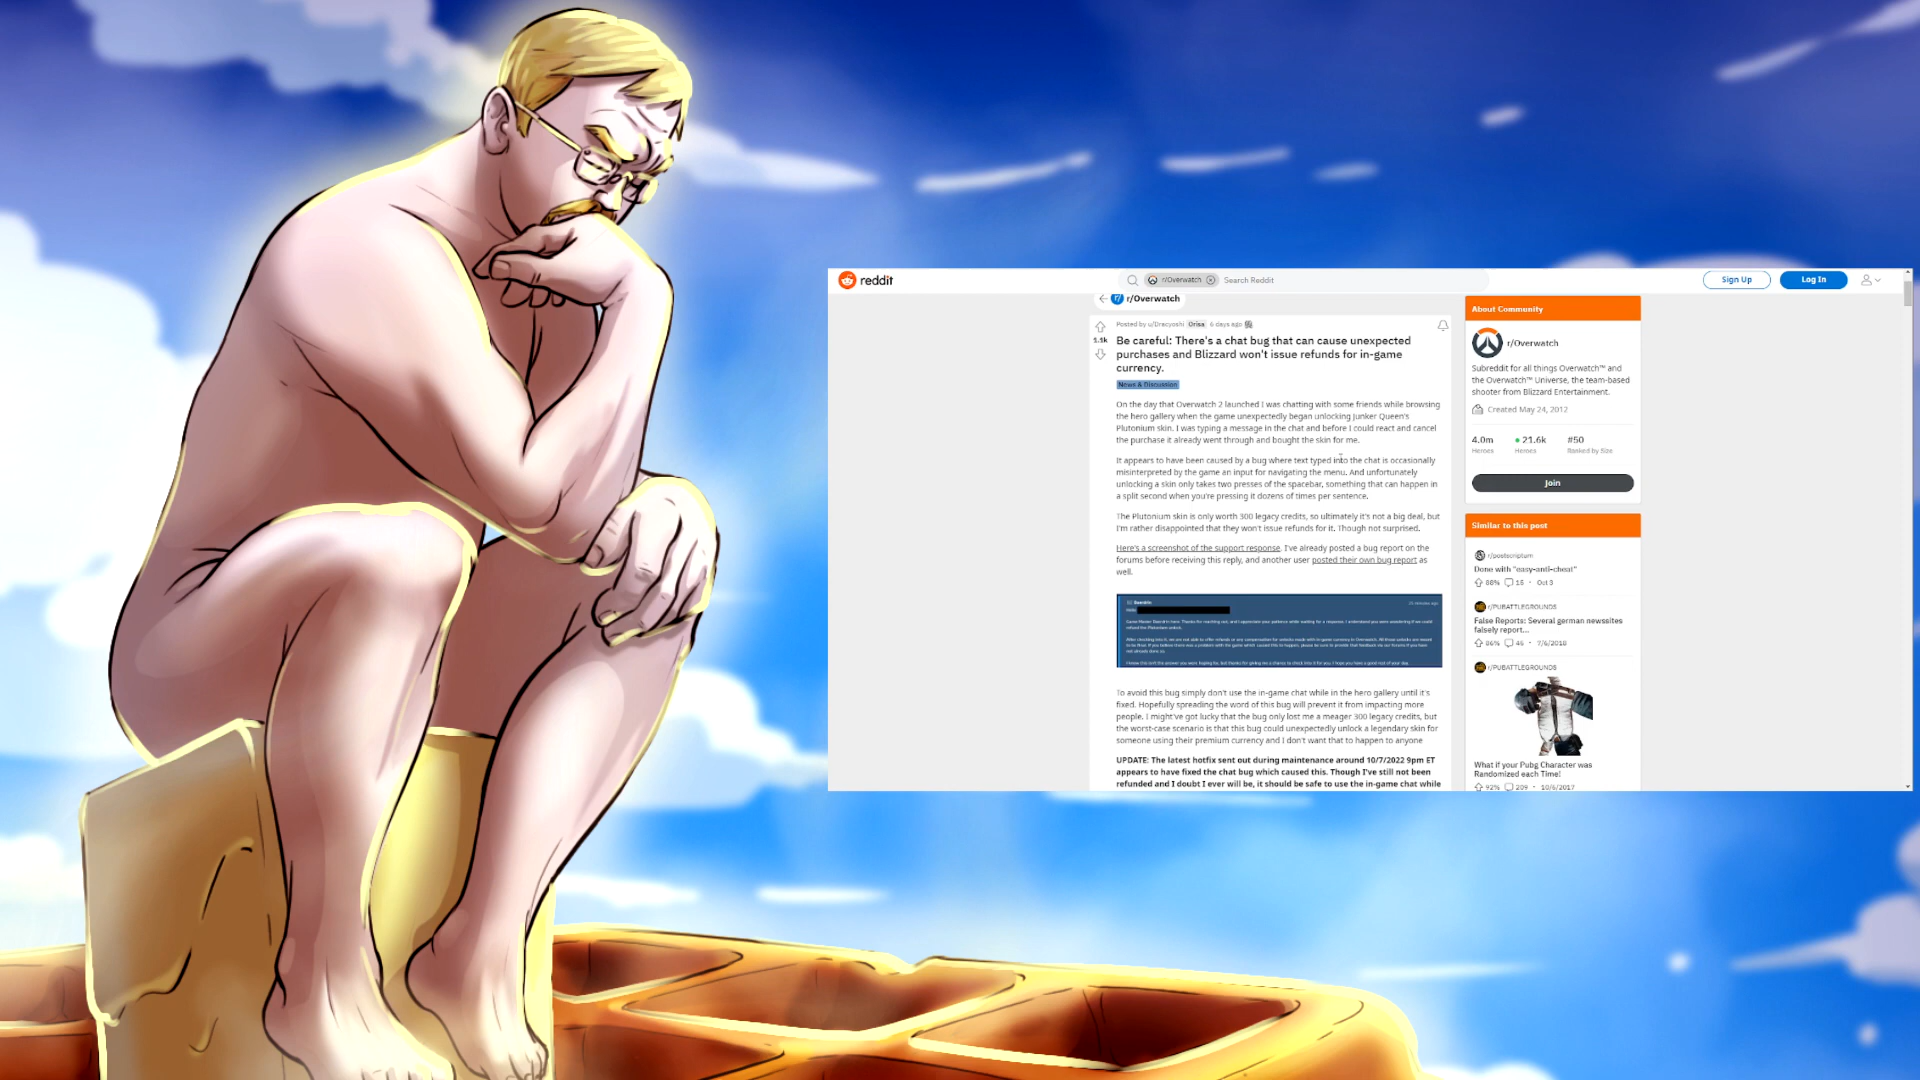 reddit
r/Overwatch
Search Reddit
Sign Up
Log In
r/Overwatch
Posted by u/Dracyoshi Orisa 6 days ago
1.1k
Be careful: There's a chat bug that can cause unexpected
purchases and Blizzard won't issue refunds for in-game
currency.
News & Discussion
On the day that Overwatch 2 launched I was chatting with some friends while browsing
the hero gallery when the game unexpectedly began unlocking Junker Queen's
Plutonium skin. I was typing a message in the chat and before I could react and cancel
the purchase it already went through and bought the skin for me.
It appears to have been caused by a bug where text typed into the chat is occasionally
misinterpreted by the game an input for navigating the menu. And unfortunately
unlocking a skin only takes two presses of the spacebar, something that can happen in
a split second when you're pressing it dozens of times per sentence.
The Plutonium skin is only worth 300 legacy credits, so ultimately it's not a big deal, but
I'm rather disappointed that they won't issue refunds for it. Though not surprised.
Here's a screenshot of the support response. I've already posted a bug report on the
forums before receiving this reply, and another user posted their own bug report as
well.
To avoid this bug simply don't use the in-game chat while in the hero gallery until it's
fixed. Hopefully spreading the word of this bug will prevent it from impacting more
people. I might've got lucky that the bug only lost me a meager 300 legacy credits, but
the worst-case scenario is that this bug could unexpectedly unlock a legendary skin for
someone using their premium currency and I don't want that to happen to anyone
UPDATE: The latest hotfix sent out during maintenance around 10/7/2022 9pm ET
appears to have fixed the chat bug which caused this. Though I've still not been
refunded and I doubt I ever will be, it should be safe to use the in-game chat while
About Community
r/Overwatch
Subreddit for all things Overwatch™ and
the Overwatch™ Universe, the team-based
shooter from Blizzard Entertainment.
Created May 24, 2012
4.0m 21.6k #50
Heroes Heroes Ranked by Size
Join
Similar to this post
r/postscriptum
Done with "easy-anti-cheat"
88% 15 · Oct 3
r/PUBATTLEGROUNDS
False Reports: Several german newssites
falsely report...
86% 46 · 7/6/2018
r/PUBATTLEGROUNDS
What if your Pubg Character was
Randomized each Time!
92% 209 · 10/6/2017